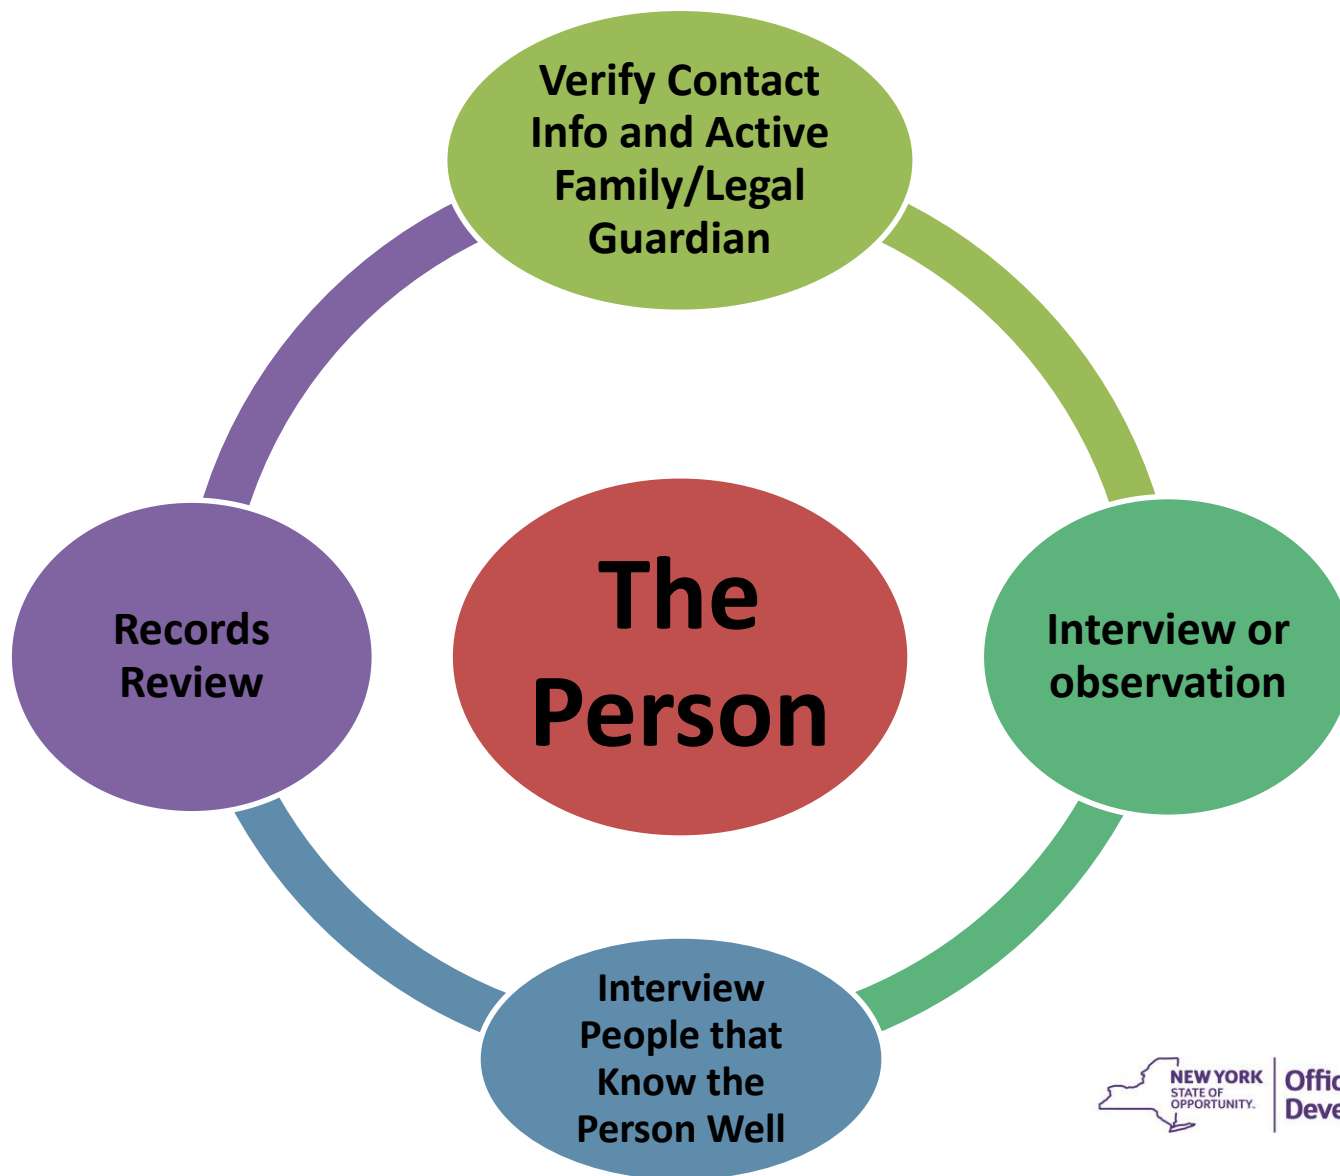 Verify Contact
Info and Active
Family/Legal
Guardian
The
Person
Records
Review
Interview or
observation
Interview
People that
Know the
Person Well
NEW YORK
STATE OF
OPPORTUNITY.